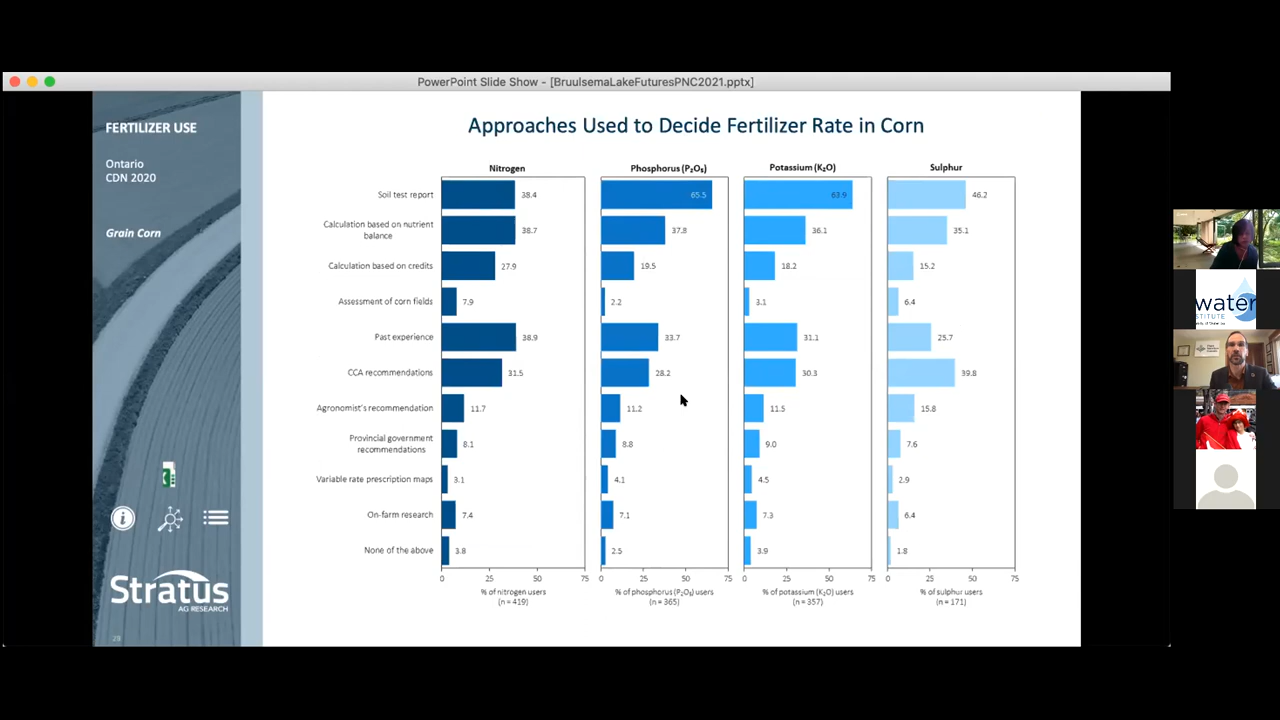 PowerPoint Slide Show - [BruulsemaLakeFuturesPNC2021.pptx]
FERTILIZER USE
Ontario
CDN 2020
Grain Corn
Stratus
AG RESEARCH
29
Approaches Used to Decide Fertilizer Rate in Corn
Nitrogen
Phosphorus (P₂O₅)
Potassium (K₂O)
Sulphur
Soil test report
38.4
65.5
63.9
46.2
Calculation based on nutrient
balance
38.7
37.8
36.1
35.1
Calculation based on credits
27.9
19.5
18.2
15.2
Assessment of corn fields
7.9
2.2
3.1
6.4
Past experience
38.9
33.7
31.1
25.7
CCA recommendations
31.5
28.2
30.3
39.8
Agronomist's recommendation
11.7
11.2
11.5
15.8
Provincial government
recommendations
8.1
8.8
9.0
7.6
Variable rate prescription maps
3.1
4.1
4.5
2.9
On-farm research
7.4
7.1
7.3
6.4
None of the above
3.8
2.5
3.9
1.8
0 25 50 75
0 25 50 75
0 25 50 75
0 25 50 75
% of nitrogen users
(n = 419)
% of phosphorus (P₂O₅) users
(n = 365)
% of potassium (K₂O) users
(n = 357)
% of sulphur users
(n = 171)
water